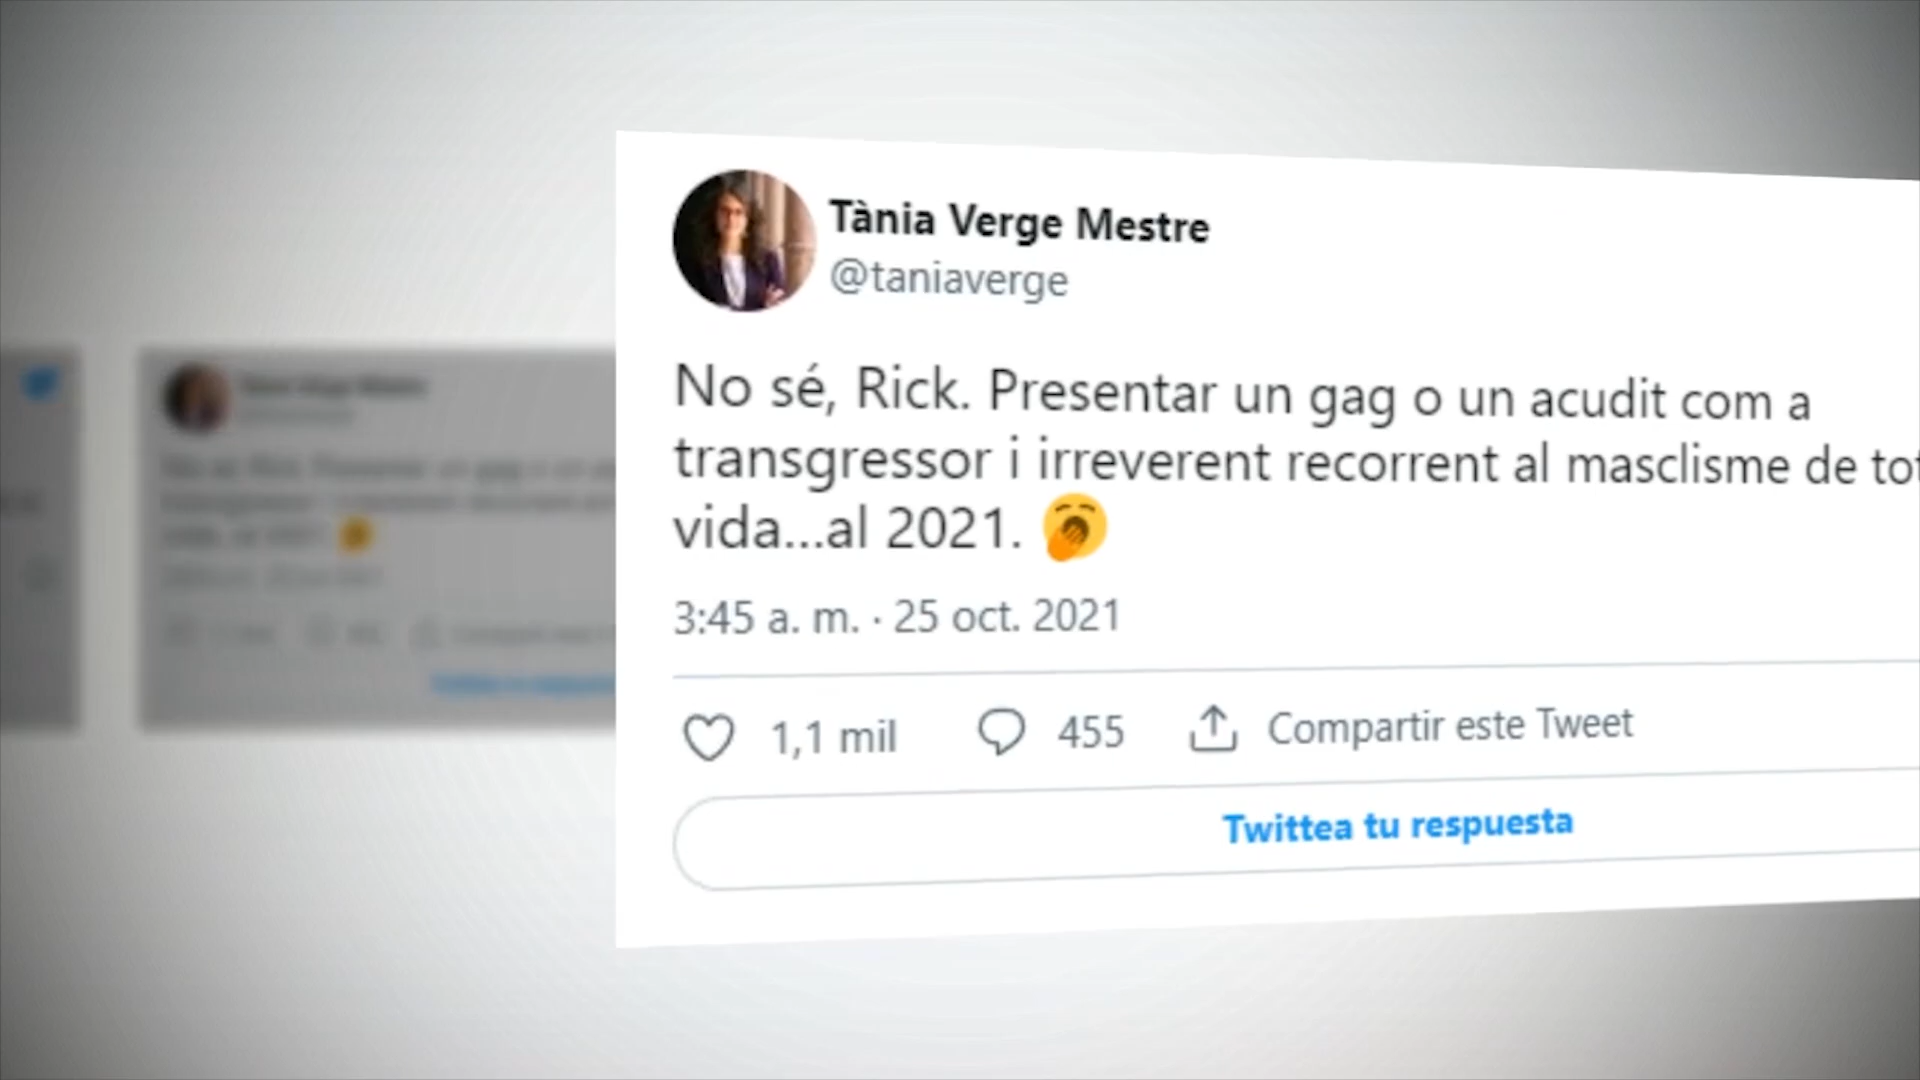 Tània Verge Mestre
@taniaverge
No sé, Rick. Presentar un gag o un acudit com a
transgressor i irreverent recorrent al masclisme de
vida...al 2021. 🥱
3:45 a. m. · 25 oct. 2021
1,1 mil 455 Compartir este Tweet
Twittea tu respuesta